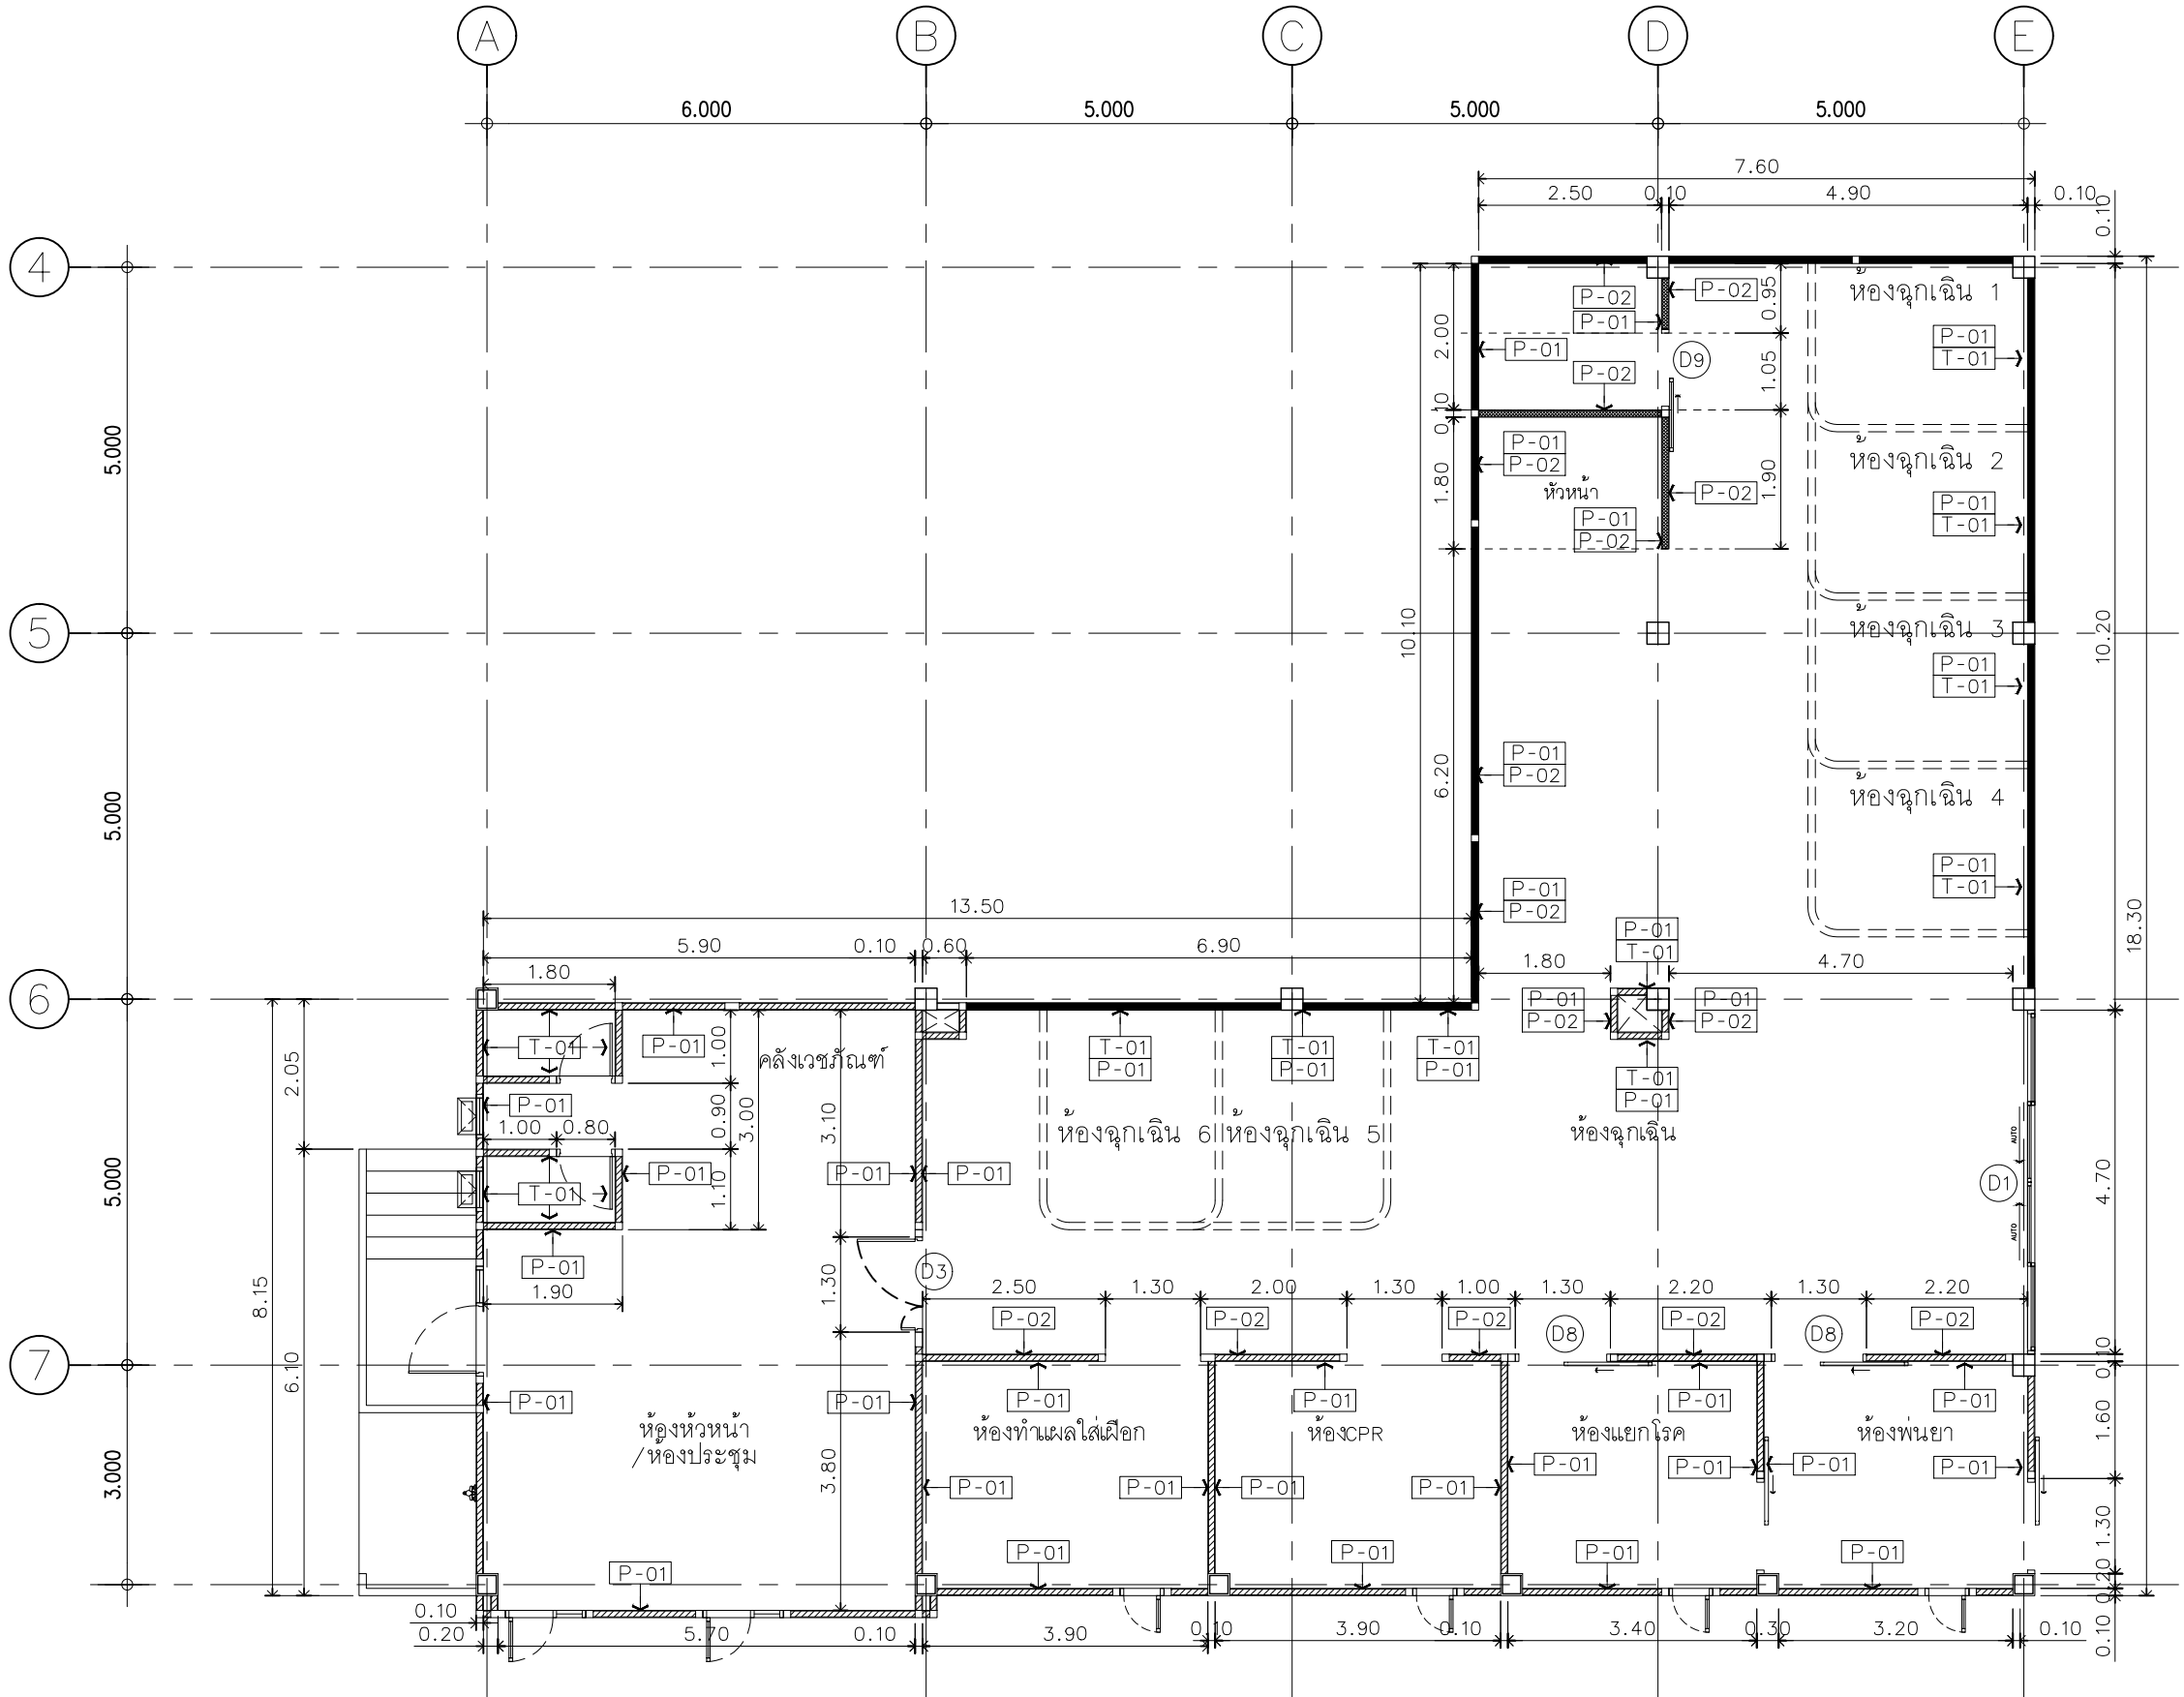 A B C D E
6.000 5.000 5.000 5.000
7.60
2.50 0.10 4.90 0.10
0.10
4
ห้องฉุกเฉิน 1
P-02 P-02
P-01
0.95
2.00
P-01
P-01
T-01
D9
P-02
1.05
0.10
5.000
P-01
P-02
ห้องฉุกเฉิน 2
1.80
หัวหน้า
P-02
1.90
P-01
P-02
P-01
T-01
5
10.10
ห้องฉุกเฉิน 3
10.20
P-01
T-01
6.20
P-01
P-02
ห้องฉุกเฉิน 4
5.000
P-01
T-01
P-01
P-02
13.50
18.30
P-01
T-01
5.90 0.10 0.60 6.90
1.80
1.80 4.70
6
P-01
P-02
P-01
P-02
T-01
P-01
คลังเวชภัณฑ์
1.00
T-01
P-01
T-01
P-01
T-01
P-01
T-01
P-01
2.05
P-01
1.00 0.80
0.90
3.00
3.10
ห้องฉุกเฉิน 6
ห้องฉุกเฉิน 5
ห้องฉุกเฉิน
AUTO
5.000
T-01
P-01
1.10
P-01
P-01
D1
4.70
AUTO
P-01
1.90
D3
1.30
8.15
2.50 1.30 2.00 1.30 1.00 1.30 2.20 1.30 2.20
P-02 P-02 P-02 D8 P-02 D8 P-02
7
0.10
6.10
P-01 P-01 P-01 P-01 P-01 P-01
1.60
ห้องหัวหน้า
/ห้องประชุม
ห้องทำแผลใส่เฝือก
ห้องCPR
ห้องแยกโรค
ห้องพ่นยา
3.000
3.80
P-01 P-01 P-01
P-01 P-01 P-01 P-01
1.30
P-01 P-01 P-01 P-01 P-01
0.20
0.10
0.20 5.70 0.10 3.90 0.10 3.90 0.10 3.40 0.30 3.20 0.10
0.10